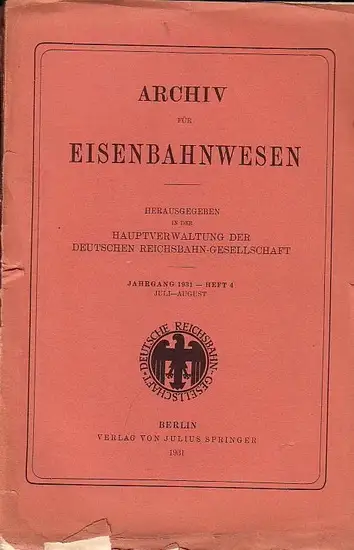 ARCHIV
FÜR
EISENBAHNWESEN
HERAUSGEGEBEN
IN DER
HAUPTVERWALTUNG DER
DEUTSCHEN REICHSBAHN-GESELLSCHAFT
JAHRGANG 1931 — HEFT 4
JULI—AUGUST
DEUTSCHE REICHSBAHN-GESELLSCHAFT
BERLIN
VERLAG VON JULIUS SPRINGER
1931